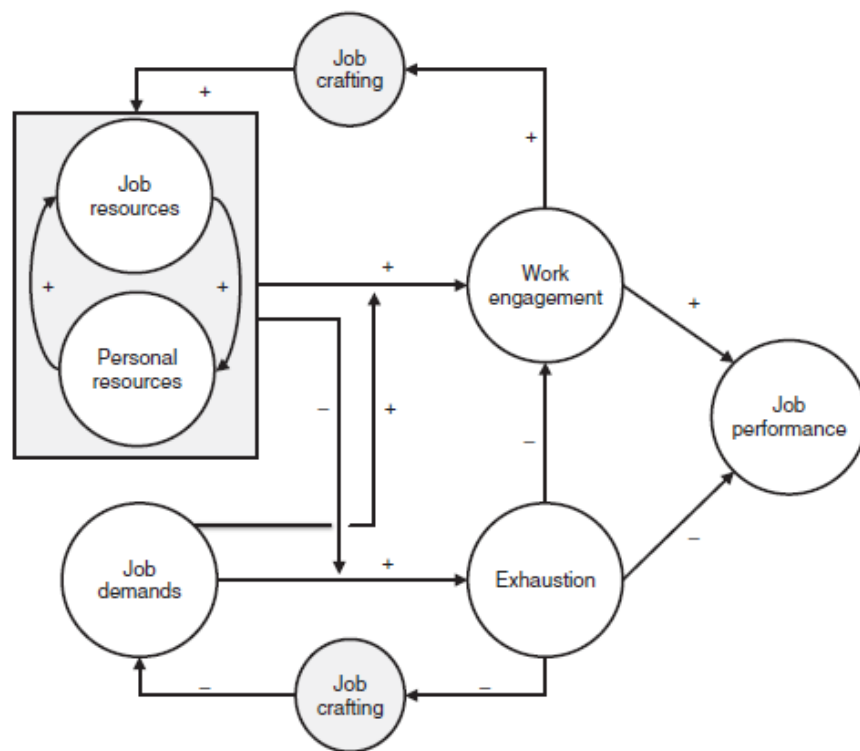 Job
crafting
+
+
Job
resources
+
+
+
Work
engagement
+
Personal
resources
–
+
Job
performance
–
Job
demands
+
Exhaustion
–
–
Job
crafting
–